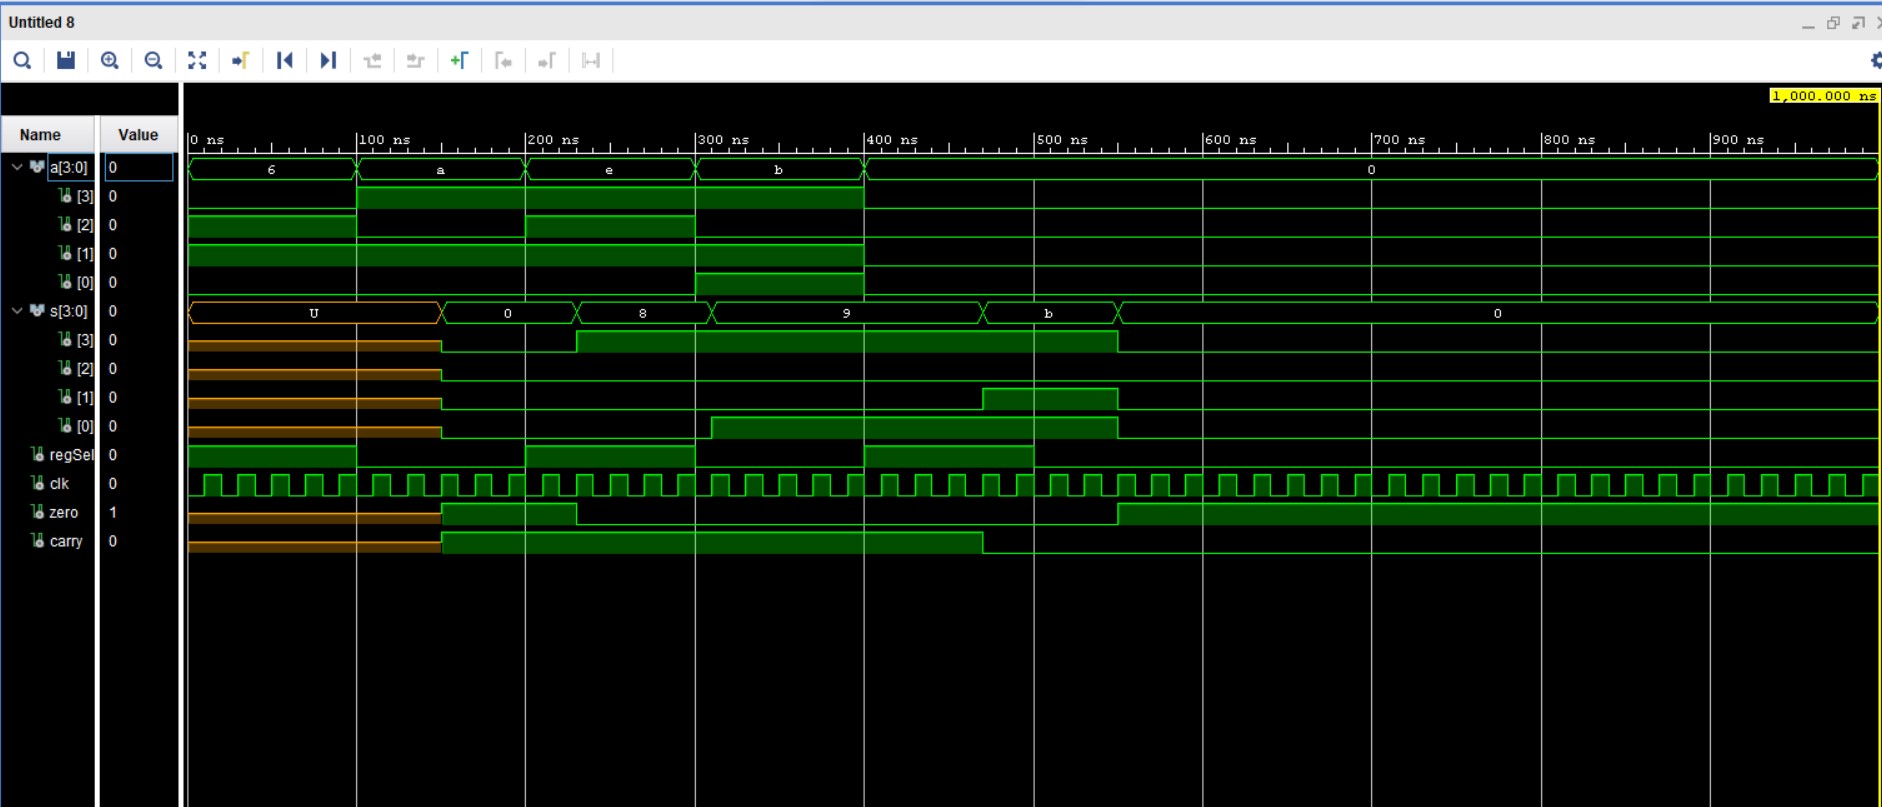 Untitled 8
1,000.000 ns
Name Value
0 ns 100 ns 200 ns 300 ns 400 ns 500 ns 600 ns 700 ns 800 ns 900 ns
a[3:0] 0 6 a e b 0
[3] 0
[2] 0
[1] 0
[0] 0
s[3:0] 0 U 0 8 9 b 0
[3] 0
[2] 0
[1] 0
[0] 0
regSel 0
clk 0
zero 1
carry 0